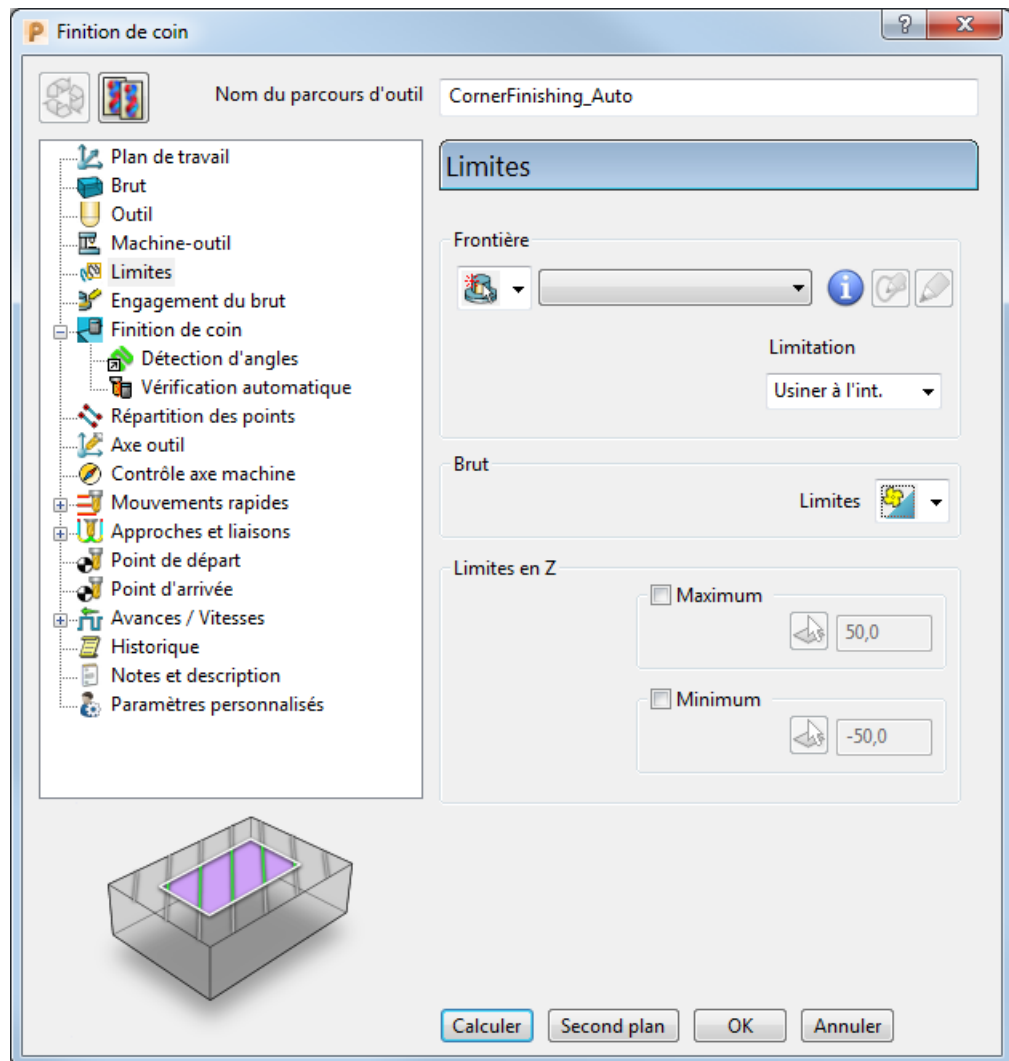 Finition de coin
Nom du parcours d'outil
CornerFinishing_Auto
Plan de travail
Brut
Outil
Machine-outil
Limites
Engagement du brut
Finition de coin
Détection d'angles
Vérification automatique
Répartition des points
Axe outil
Contrôle axe machine
Mouvements rapides
Approches et liaisons
Point de départ
Point d'arrivée
Avances / Vitesses
Historique
Notes et description
Paramètres personnalisés
Limites
Frontière
Limitation
Usiner à l'int.
Brut
Limites
Limites en Z
Maximum
50,0
Minimum
-50,0
Calculer Second plan OK Annuler